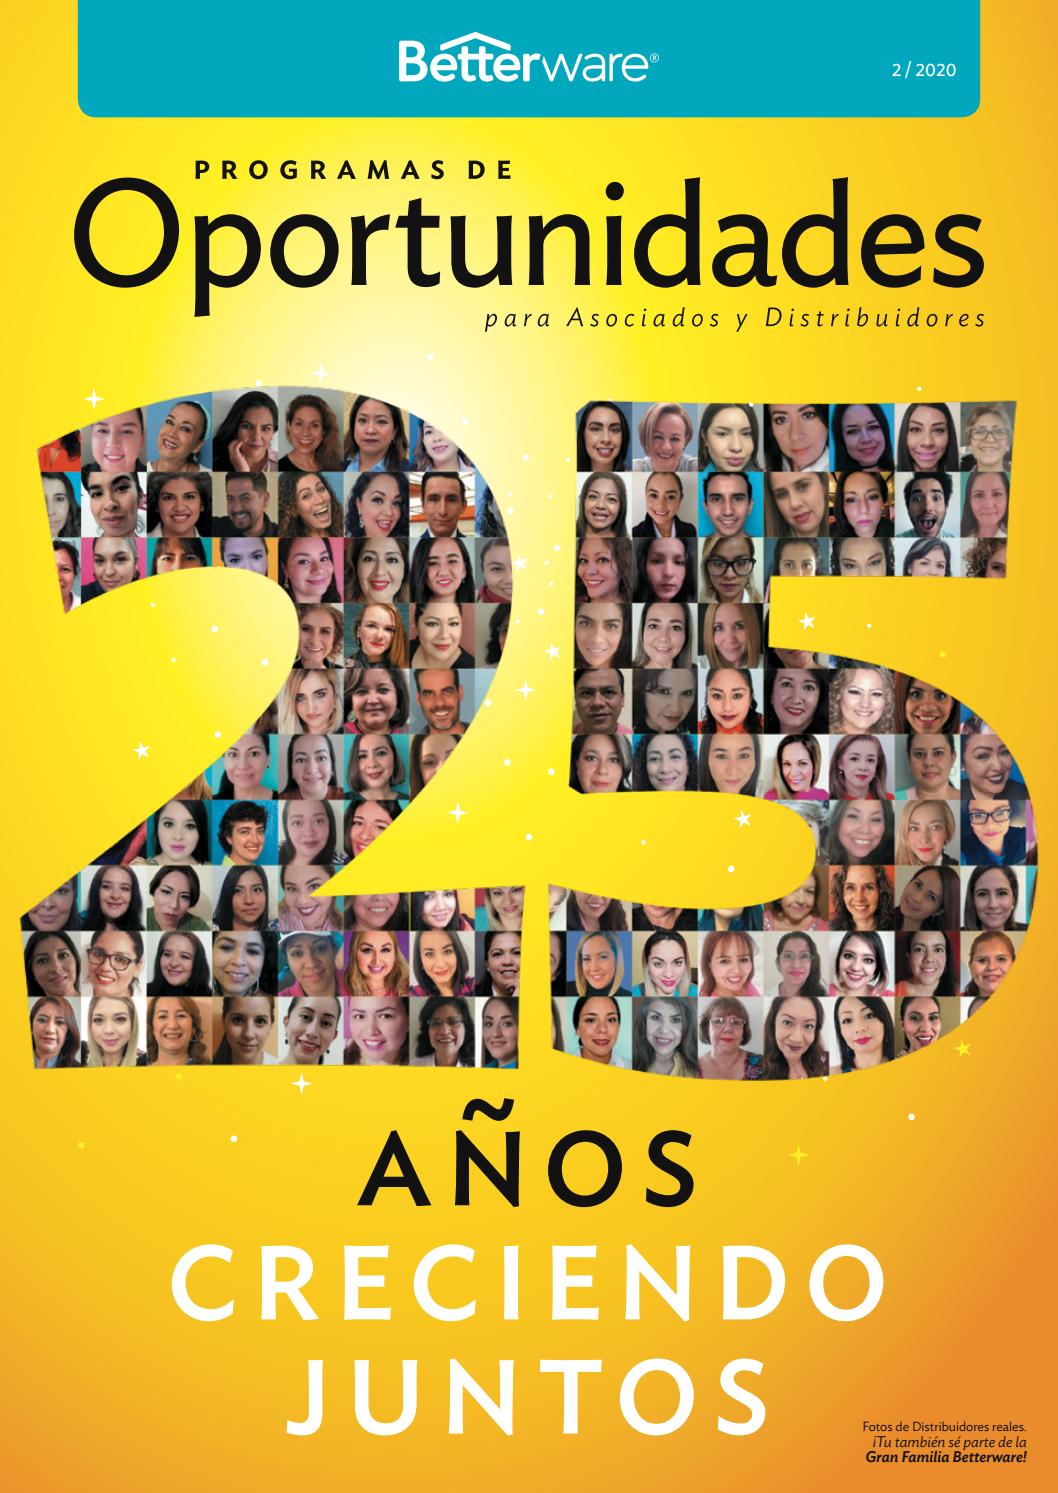 Betterware®
2 / 2020
PROGRAMAS DE
Oportunidades
para Asociados y Distribuidores
25
AÑOS
CRECIENDO
JUNTOS
Fotos de Distribuidores reales.
¡Tu también sé parte de la
Gran Familia Betterware!